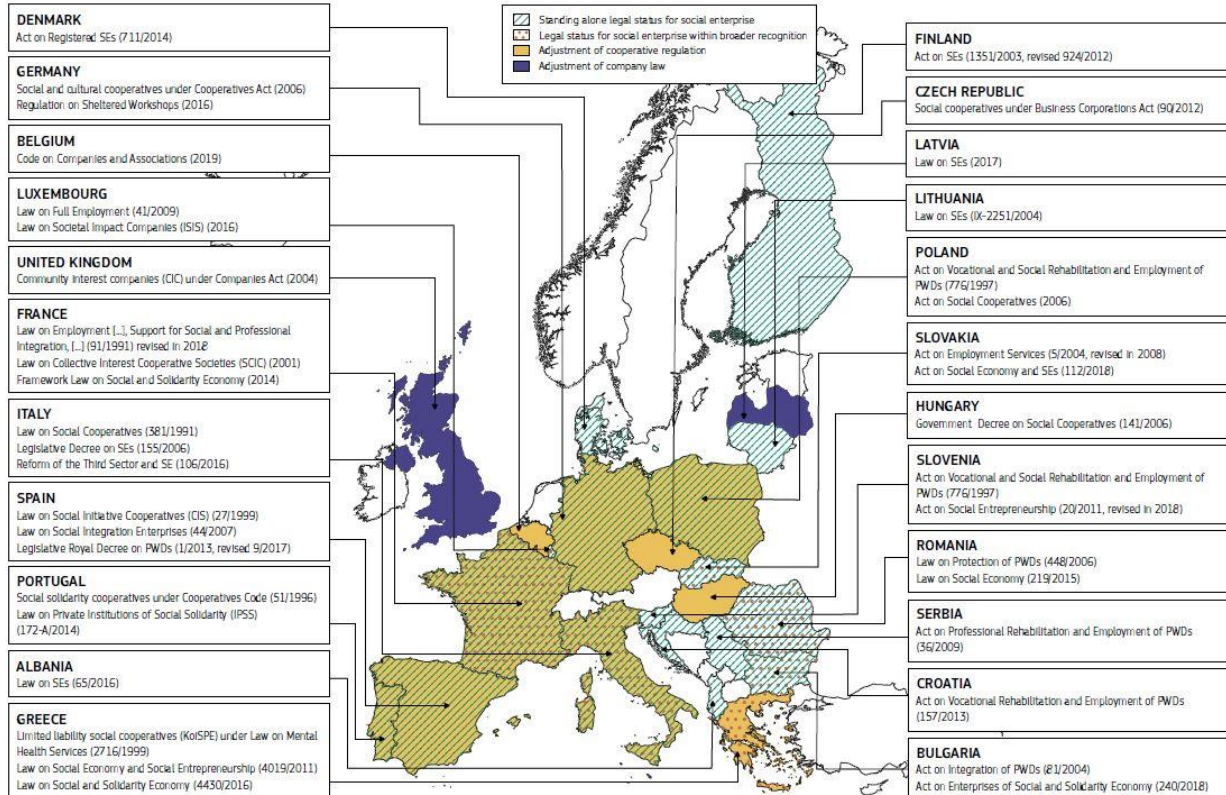 DENMARK
Act on Registered SEs (711/2014)
GERMANY
Social and cultural cooperatives under Cooperatives Act (2006)
Regulation on Sheltered Workshops (2016)
BELGIUM
Code on Companies and Associations (2019)
LUXEMBOURG
Law on Full Employment (41/2009)
Law on Societal Impact Companies (ISIS) (2016)
UNITED KINGDOM
Community interest companies (CIC) under Companies Act (2004)
FRANCE
Law on Employment [...], Support for Social and Professional
Integration, [...] (91/1991) revised in 2018
Law on Collective Interest Cooperative Societies (SCIC) (2001)
Framework Law on Social and Solidarity Economy (2014)
ITALY
Law on Social Cooperatives (381/1991)
Legislative Decree on SEs (155/2006)
Reform of the Third Sector and SE (106/2016)
SPAIN
Law on Social Initiative Cooperatives (CIS) (27/1999)
Law on Social Integration Enterprises (44/2007)
Legislative Royal Decree on PWDs (1/2013, revised 9/2017)
PORTUGAL
Social solidarity cooperatives under Cooperatives Code (51/1996)
Law on Private Institutions of Social Solidarity (IPSS)
(172-A/2014)
ALBANIA
Law on SEs (65/2016)
GREECE
Limited liability social cooperatives (KoiSPE) under Law on Mental
Health Services (2716/1999)
Law on Social Economy and Social Entrepreneurship (4019/2011)
Law on Social and Solidarity Economy (4430/2016)
Standing alone legal status for social enterprise
Legal status for social enterprise within broader recognition
Adjustment of cooperative regulation
Adjustment of company law
FINLAND
Act on SEs (1351/2003, revised 924/2012)
CZECH REPUBLIC
Social cooperatives under Business Corporations Act (90/2012)
LATVIA
Law on SEs (2017)
LITHUANIA
Law on SEs (IX-2251/2004)
POLAND
Act on Vocational and Social Rehabilitation and Employment of
PWDs (776/1997)
Act on Social Cooperatives (2006)
SLOVAKIA
Act on Employment Services (5/2004, revised in 2008)
Act on Social Economy and SEs (112/2018)
HUNGARY
Government Decree on Social Cooperatives (141/2006)
SLOVENIA
Act on Vocational and Social Rehabilitation and Employment of
PWDs (776/1997)
Act on Social Entrepreneurship (20/2011, revised in 2018)
ROMANIA
Law on Protection of PWDs (448/2006)
Law on Social Economy (219/2015)
SERBIA
Act on Professional Rehabilitation and Employment of PWDs
(36/2009)
CROATIA
Act on Vocational Rehabilitation and Employment of PWDs
(157/2013)
BULGARIA
Act on Integration of PWDs (81/2004)
Act on Enterprises of Social and Solidarity Economy (240/2018)